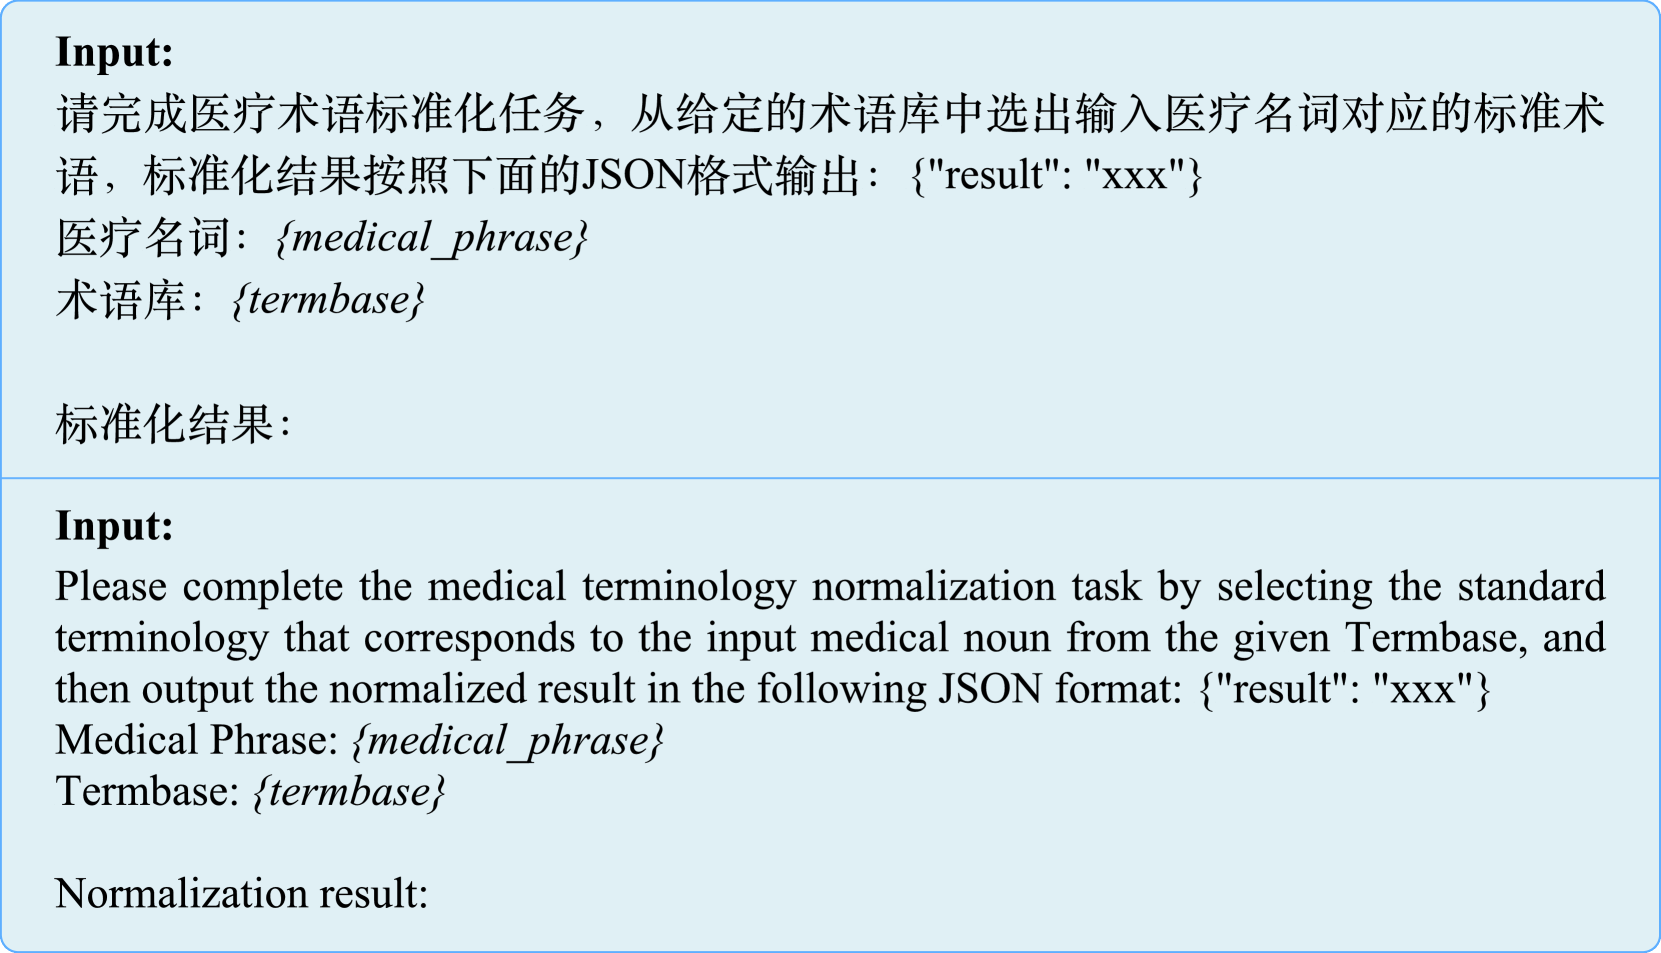 Input:
请完成医疗术语标准化任务，从给定的术语库中选出输入医疗名词对应的标准术
语，标准化结果按照下面的JSON格式输出：{"result": "xxx"}
医疗名词：{medical_phrase}
术语库：{termbase}
标准化结果：
Input:
Please complete the medical terminology normalization task by selecting the standard
terminology that corresponds to the input medical noun from the given Termbase, and
then output the normalized result in the following JSON format: {"result": "xxx"}
Medical Phrase: {medical_phrase}
Termbase: {termbase}
Normalization result: